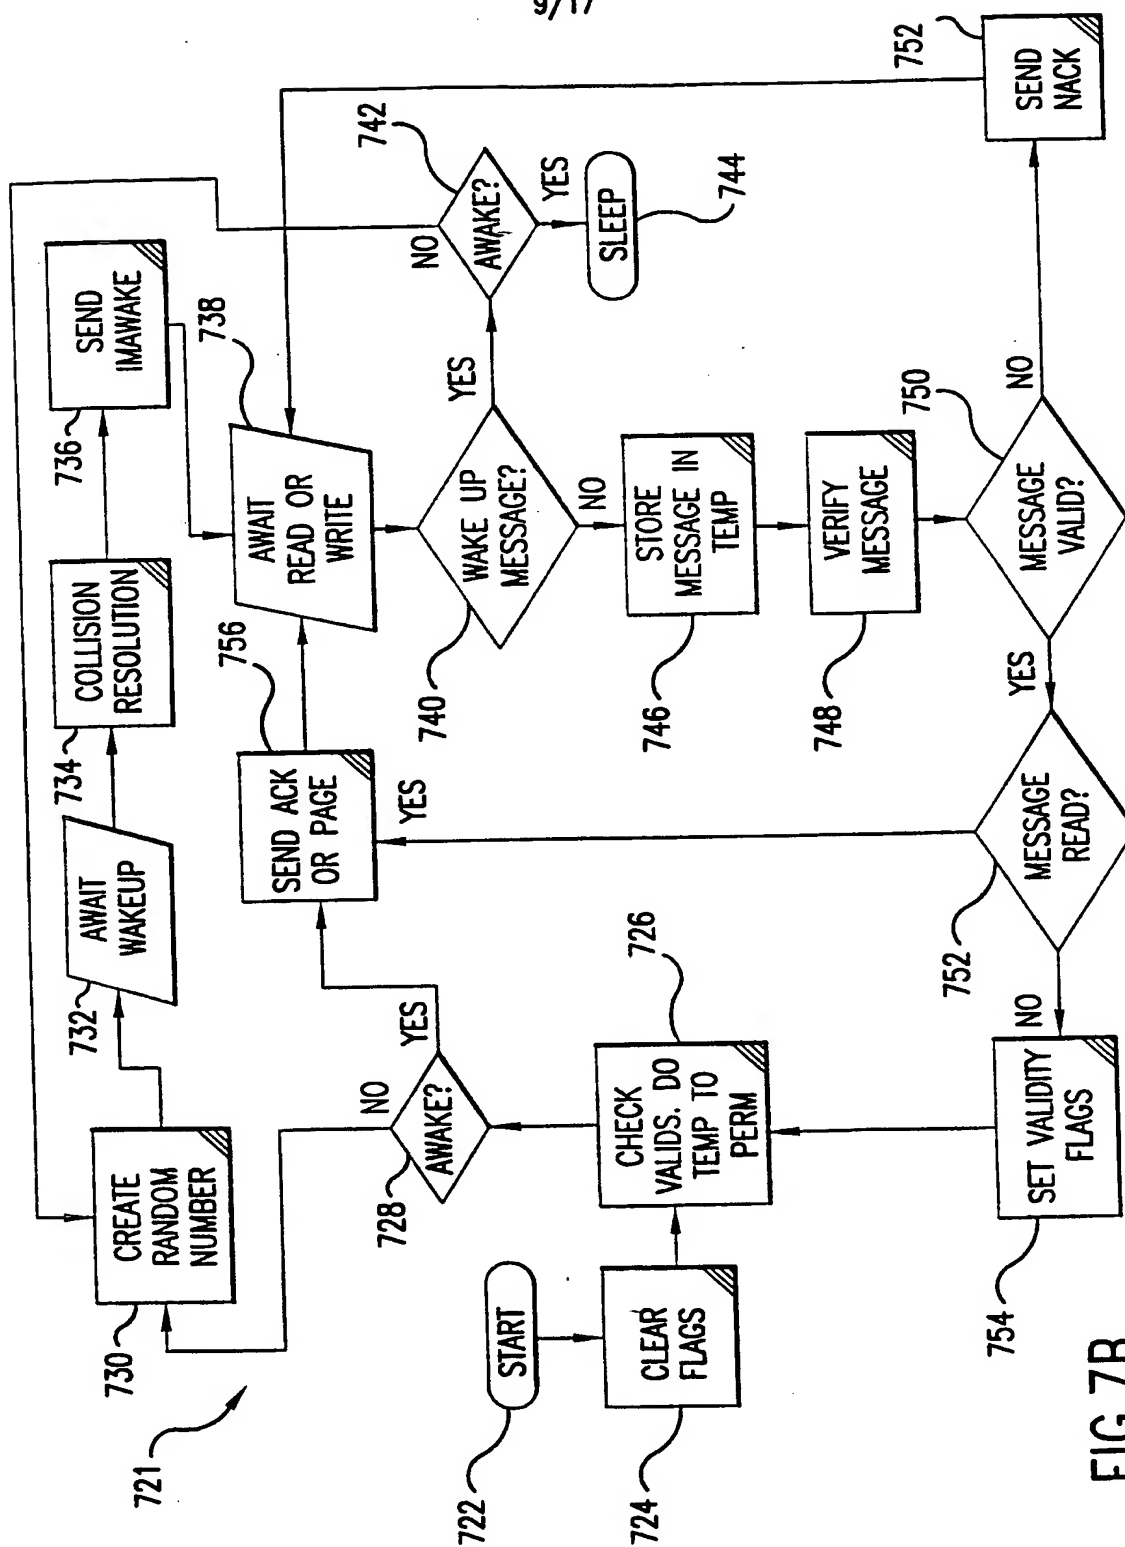 9/17
721
730
CREATE
RANDOM
NUMBER
732
AWAIT
WAKEUP
734
COLLISION
RESOLUTION
736
SEND
IMAWAKE
756
SEND ACK
OR PAGE
738
AWAIT
READ OR
WRITE
728
AWAKE?
NO
YES
740
WAKE UP
MESSAGE?
YES
NO
742
AWAKE?
NO
YES
722
START
744
SLEEP
724
CLEAR
FLAGS
726
CHECK
VALIDS. DO
TEMP TO
PERM
746
STORE
MESSAGE IN
TEMP
748
VERIFY
MESSAGE
754
SET VALIDITY
FLAGS
752
MESSAGE
READ?
NO
YES
YES
750
MESSAGE
VALID?
NO
752
SEND
NACK
FIG.7B